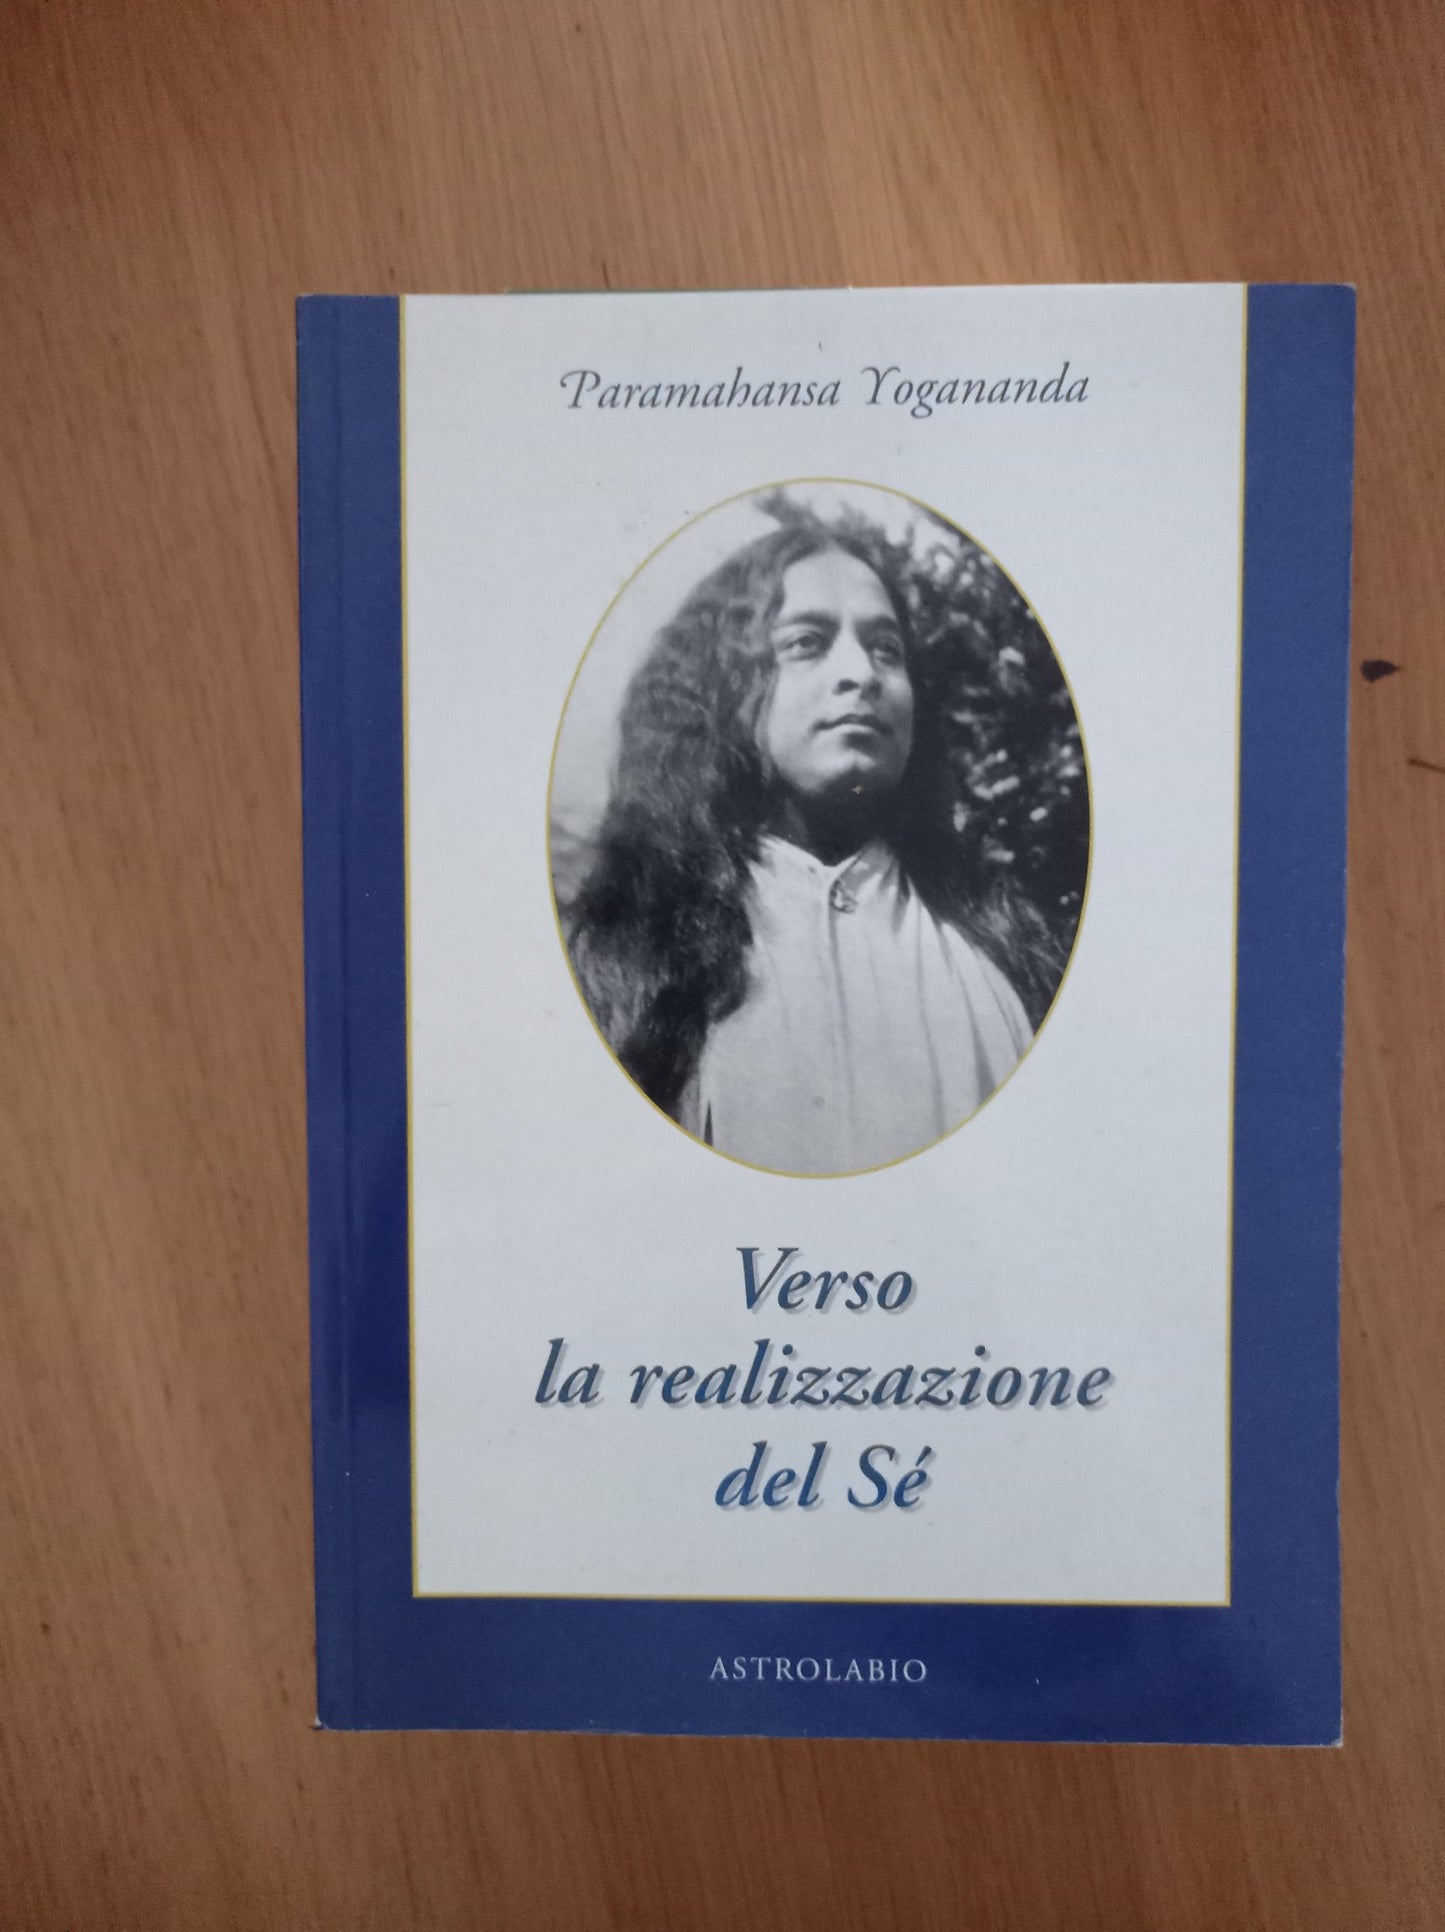 Paramahansa Yogananda
Verso
la realizzazione
del Sé
ASTROLABIO